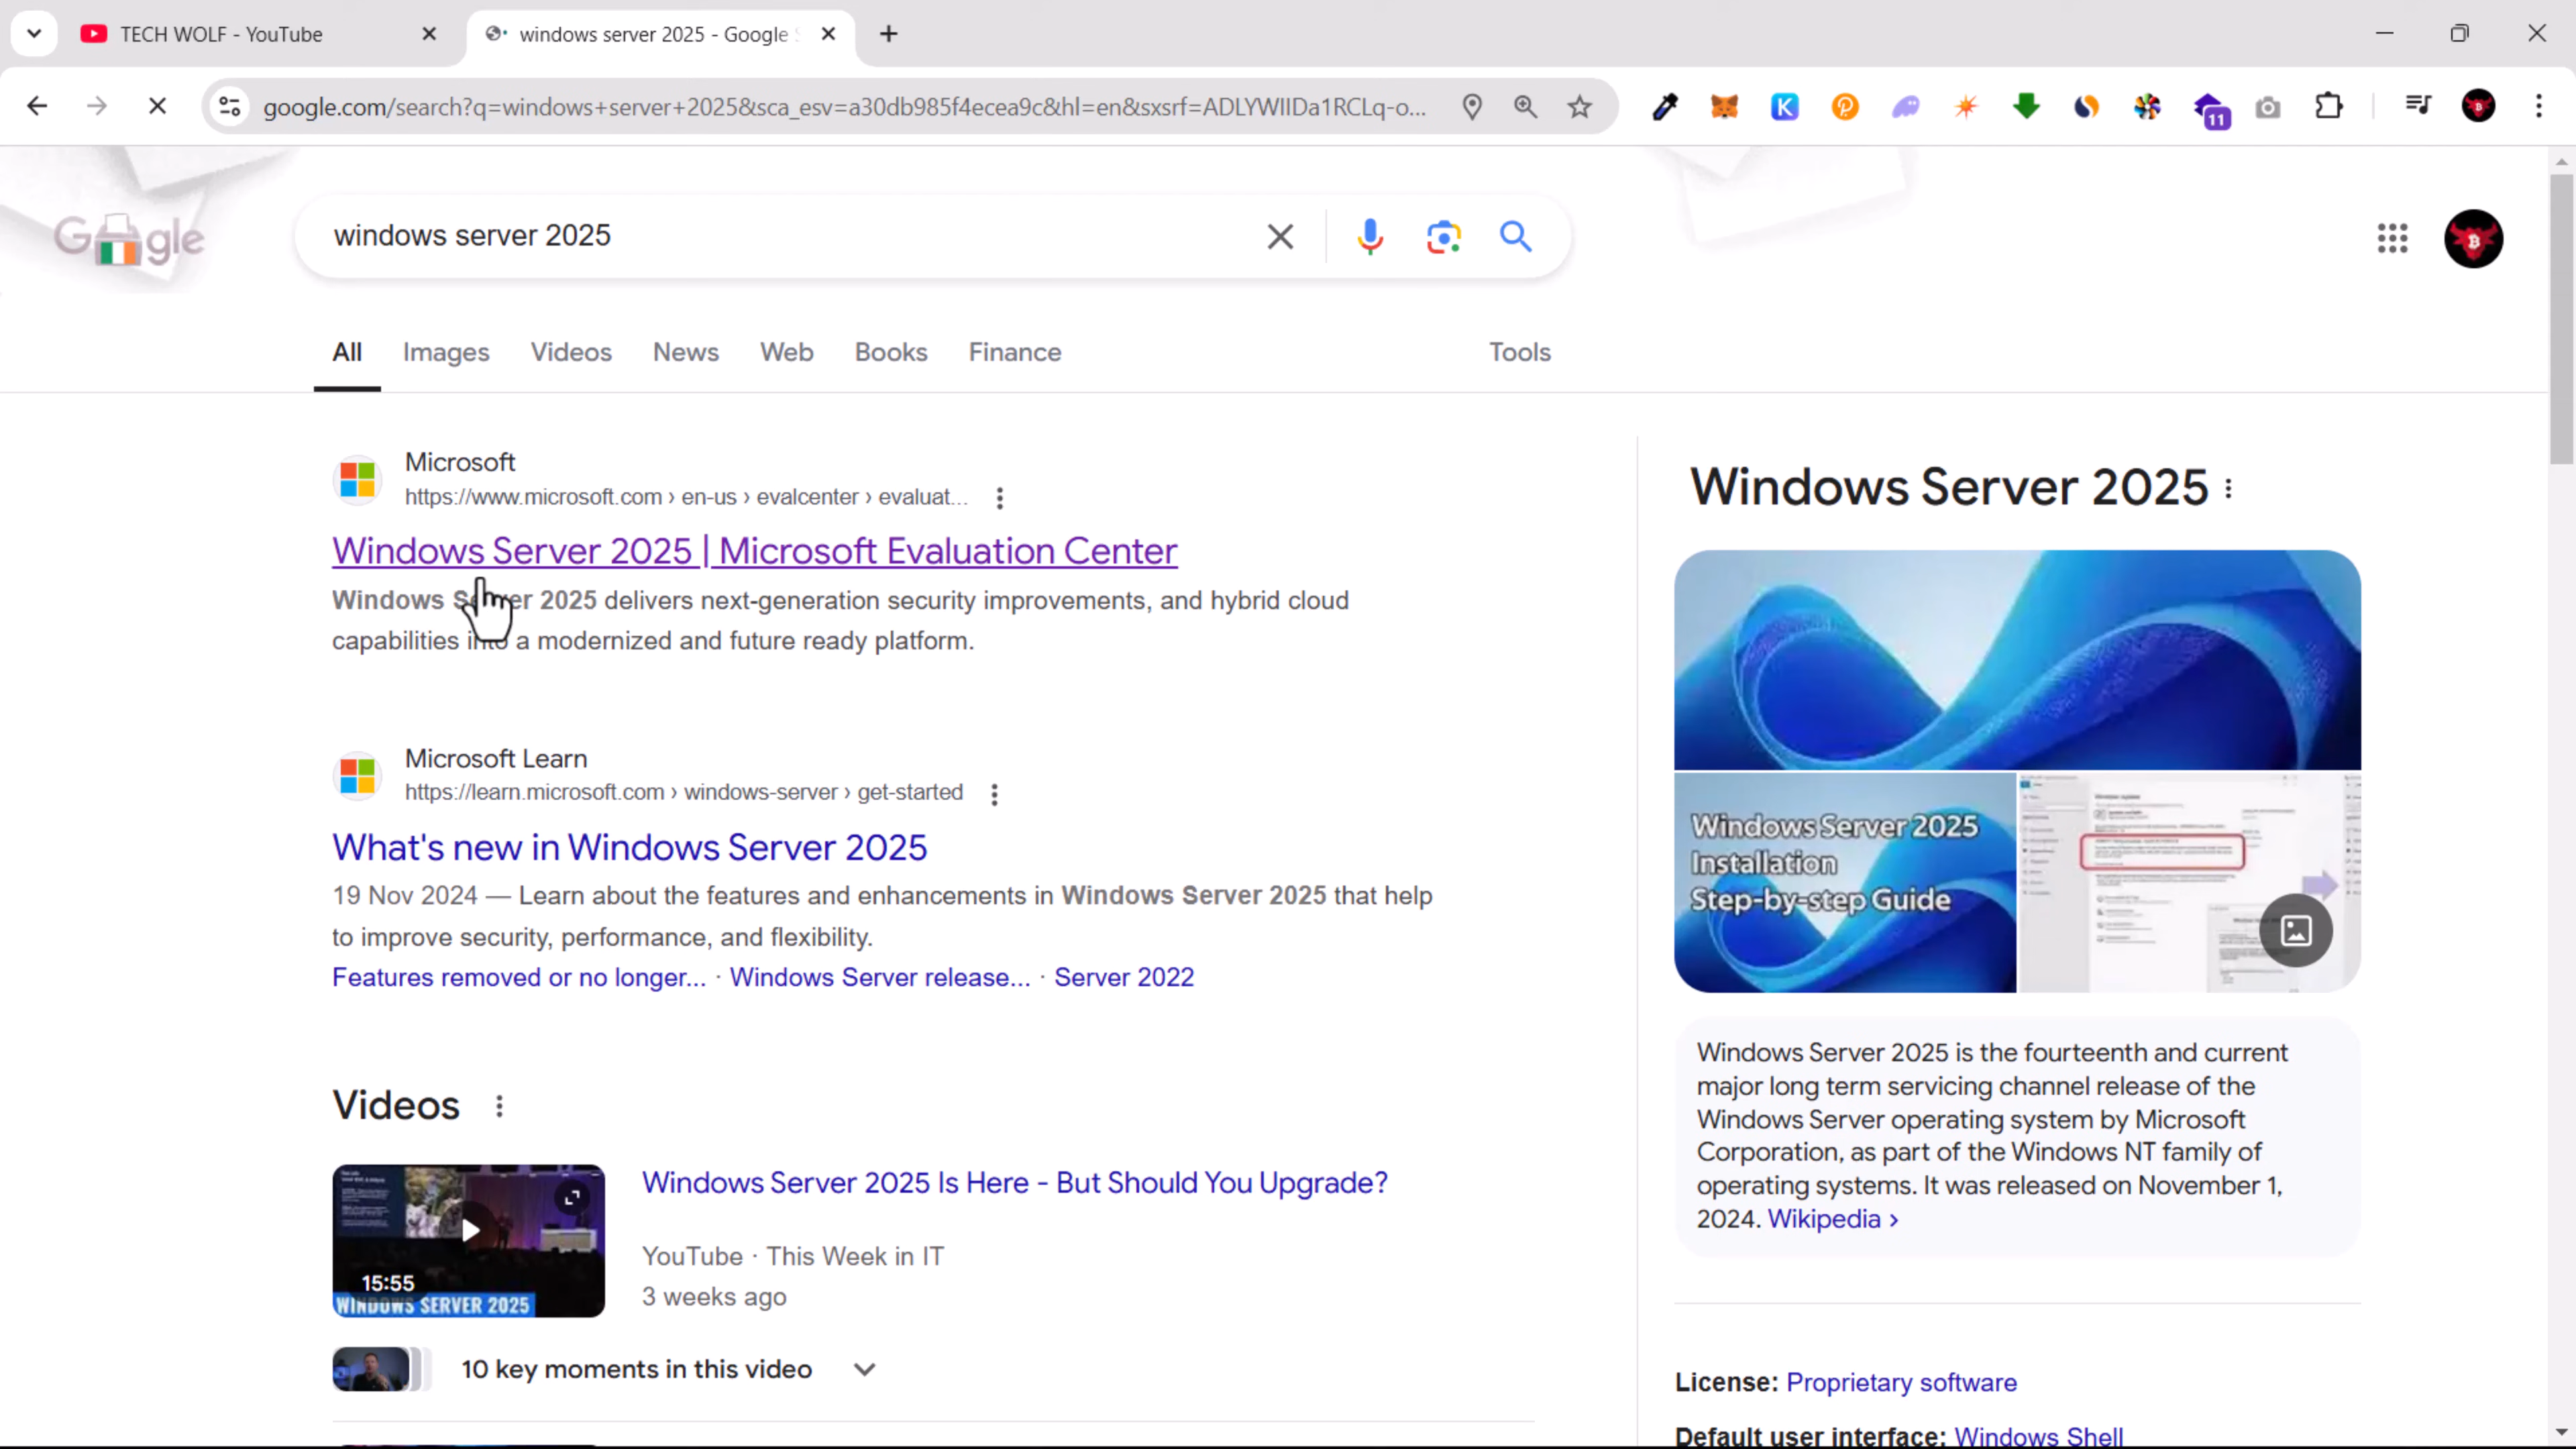 TECH WOLF - YouTube
windows server 2025 - Google
google.com/search?q=windows+server+2025&sca_esv=a30db985f4ecea9c&hl=en&sxsrf=ADLYWIIDa1RCLq-o...
11
Google
windows server 2025
All Images Videos News Web Books Finance Tools
Microsoft
https://www.microsoft.com › en-us › evalcenter › evaluat...
Windows Server 2025 | Microsoft Evaluation Center
Windows Server 2025 delivers next-generation security improvements, and hybrid cloud
capabilities into a modernized and future ready platform.
Microsoft Learn
https://learn.microsoft.com › windows-server › get-started
What's new in Windows Server 2025
19 Nov 2024 — Learn about the features and enhancements in Windows Server 2025 that help
to improve security, performance, and flexibility.
Features removed or no longer... · Windows Server release... · Server 2022
Videos
15:55
WINDOWS SERVER 2025
Windows Server 2025 Is Here - But Should You Upgrade?
YouTube · This Week in IT
3 weeks ago
10 key moments in this video
Windows Server 2025
Windows Server 2025
Installation
Step-by-step Guide
Windows Server 2025 is the fourteenth and current
major long term servicing channel release of the
Windows Server operating system by Microsoft
Corporation, as part of the Windows NT family of
operating systems. It was released on November 1,
2024. Wikipedia ›
License: Proprietary software
Default user interface: Windows Shell